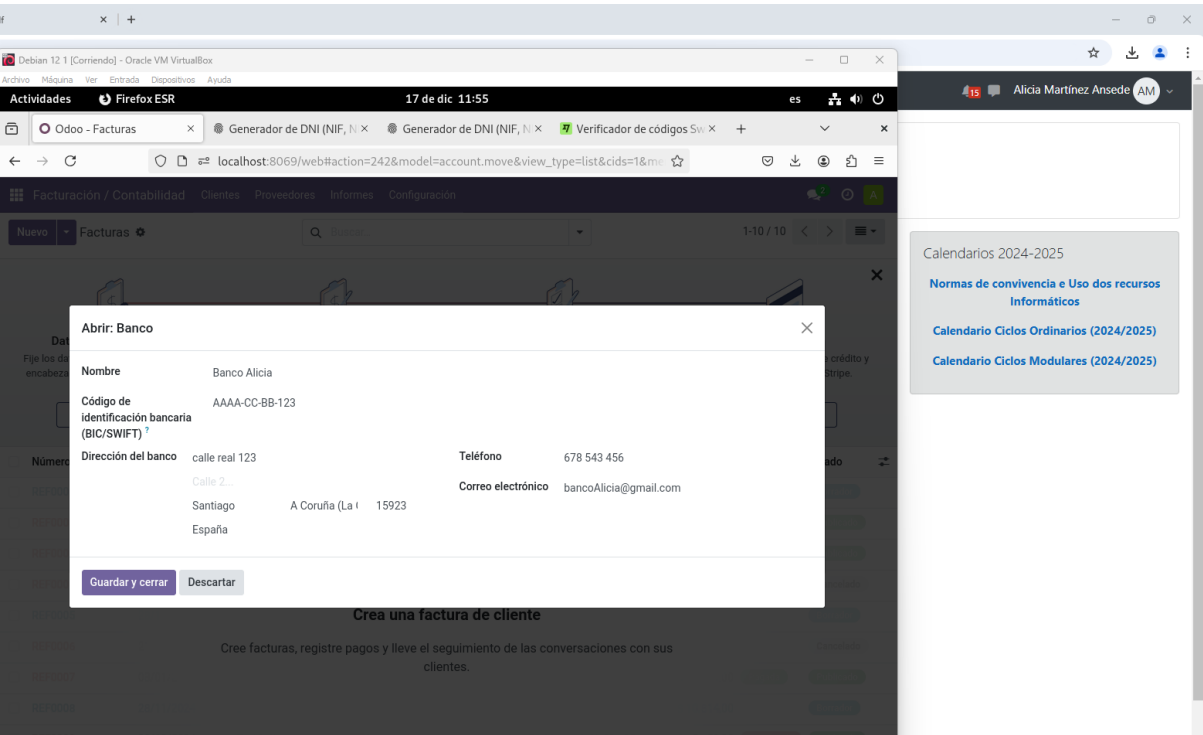 Debian 12 1 [Corriendo] - Oracle VM VirtualBox
Archivo Máquina Ver Entrada Dispositivos Ayuda
Actividades Firefox ESR 17 de dic 11:55 es
Odoo - Facturas Generador de DNI (NIF, N Generador de DNI (NIF, N Verificador de códigos Sw
localhost:8069/web#action=242&model=account.move&view_type=list&cids=1&me
Facturación / Contabilidad Clientes Proveedores Informes Configuración
Nuevo Facturas Buscar... 1-10 / 10
Abrir: Banco
Nombre Banco Alicia
Código de identificación bancaria (BIC/SWIFT) ? AAAA-CC-BB-123
Dirección del banco calle real 123
Calle 2...
Santiago A Coruña (La 15923
España
Teléfono 678 543 456
Correo electrónico bancoAlicia@gmail.com
Guardar y cerrar Descartar
Crea una factura de cliente
Cree facturas, registre pagos y lleve el seguimiento de las conversaciones con sus
clientes.
15 Alicia Martínez Ansede AM
Calendarios 2024-2025
Normas de convivencia e Uso dos recursos
Informáticos
Calendario Ciclos Ordinarios (2024/2025)
Calendario Ciclos Modulares (2024/2025)